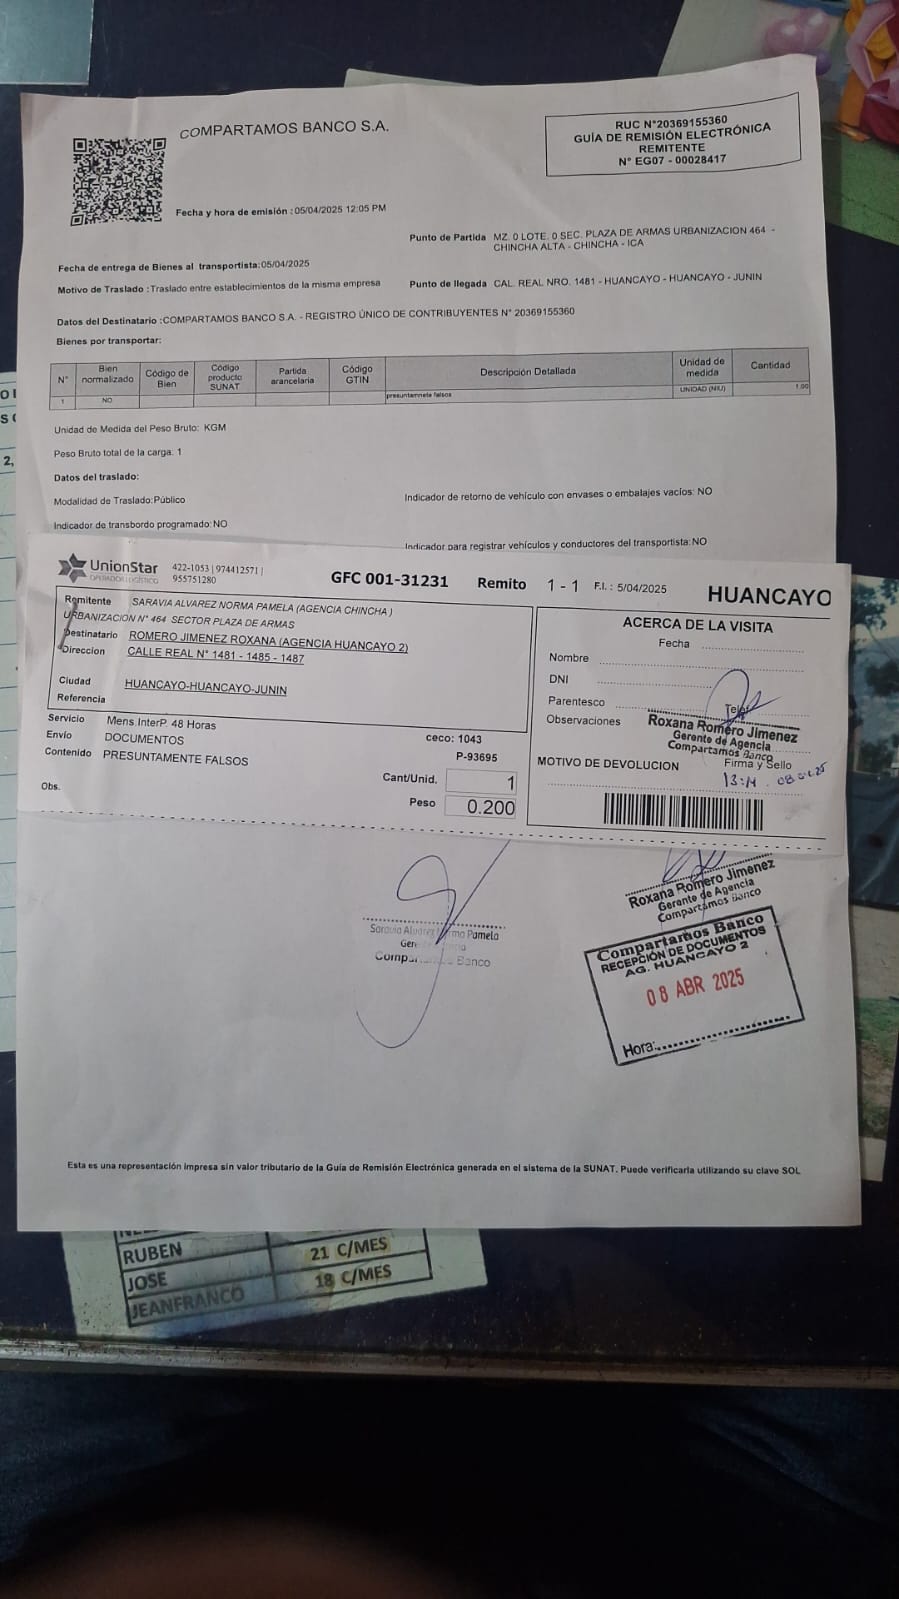 COMPARTAMOS BANCO S.A.
RUC N°20369155360
GUÍA DE REMISIÓN ELECTRÓNICA
REMITENTE
N° EG07 - 00028417
Fecha y hora de emisión : 05/04/2025 12:05 PM
Punto de Partida MZ. 0 LOTE. 0 SEC. PLAZA DE ARMAS URBANIZACION 464 -
CHINCHA ALTA - CHINCHA - ICA
Fecha de entrega de Bienes al transportista:05/04/2025
Motivo de Traslado :Traslado entre establecimientos de la misma empresa
Punto de llegada CAL. REAL NRO. 1481 - HUANCAYO - HUANCAYO - JUNIN
Datos del Destinatario :COMPARTAMOS BANCO S.A. - REGISTRO ÚNICO DE CONTRIBUYENTES N° 20369155360
Bienes por transportar:
N° Bien normalizado Código de Bien Código producto SUNAT Partida arancelaria Código GTIN Descripción Detallada Unidad de medida Cantidad
1 NO presuntamnete falsos UNIDAD (NIU) 1.00
Unidad de Medida del Peso Bruto: KGM
Peso Bruto total de la carga. 1
Datos del traslado:
Modalidad de Traslado:Público
Indicador de retorno de vehículo con envases o embalajes vacíos: NO
Indicador de transbordo programado:NO
Indicador para registrar vehículos y conductores del transportista:NO
UnionStar
OPERADOR LOGÍSTICO
422-1053 | 974412571 |
955751280
GFC 001-31231 Remito 1 - 1 F.I. : 5/04/2025 HUANCAYO
Remitente SARAVIA ALVAREZ NORMA PAMELA (AGENCIA CHINCHA )
URBANIZACION N° 464 SECTOR PLAZA DE ARMAS
Destinatario ROMERO JIMENEZ ROXANA (AGENCIA HUANCAYO 2)
Direccion CALLE REAL N° 1481 - 1485 - 1487
Ciudad HUANCAYO-HUANCAYO-JUNIN
Referencia
Servicio Mens.InterP. 48 Horas
Envío DOCUMENTOS
ceco: 1043
Contenido PRESUNTAMENTE FALSOS
P-93695
Cant/Unid. 1
Obs.
Peso 0.200
ACERCA DE LA VISITA
Fecha
Nombre
DNI
Parentesco
Observaciones
Roxana Romero Jimenez
Gerente de Agencia
Compartamos Banco
MOTIVO DE DEVOLUCION
Firma y Sello
13:14 08
Saravia Alvarez Norma Pamela
Banco
Roxana Romero Jimenez
Gerente de Agencia
Compartamos Banco
Compartamos Banco
RECEPCIÓN DE DOCUMENTOS
AG. HUANCAYO 2
08 ABR 2025
Hora:
Esta es una representación impresa sin valor tributario de la Guía de Remisión Electrónica generada en el sistema de la SUNAT. Puede verificarla utilizando su clave SOL
RUBEN 21 C/MES
JOSE 18 C/MES
JEANFRANCO